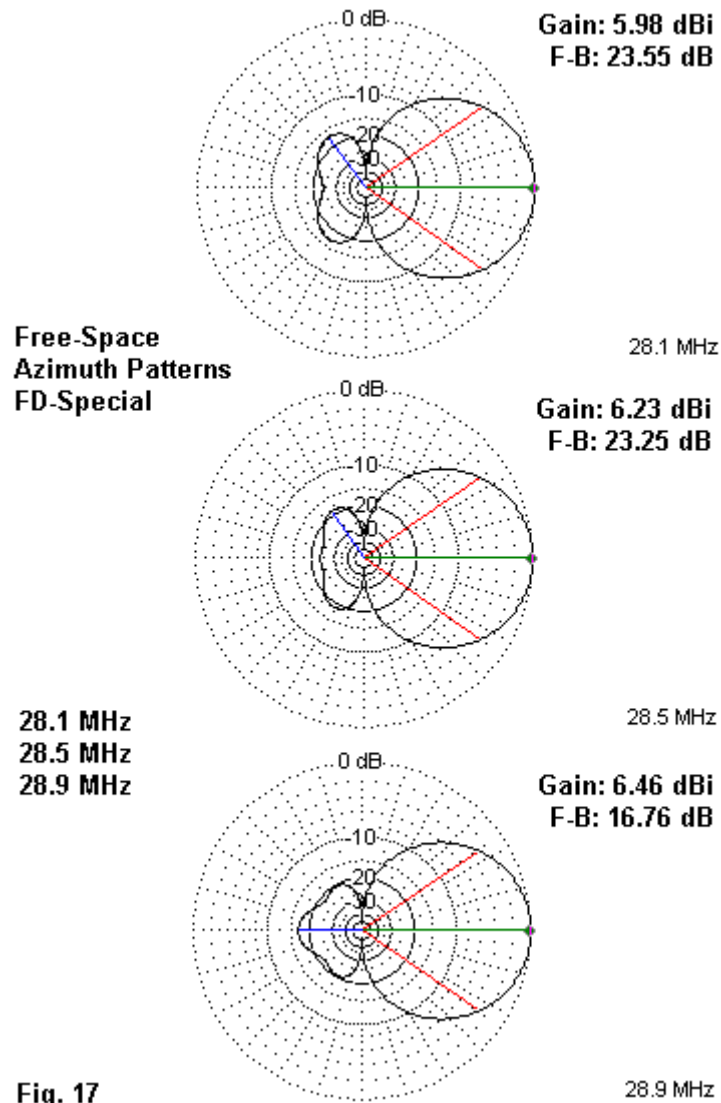 0 dB
Gain: 5.98 dBi
F-B: 23.55 dB
-10
20
30
28.1 MHz
Free-Space
Azimuth Patterns
FD-Special
0 dB
Gain: 6.23 dBi
F-B: 23.25 dB
-10
20
30
28.5 MHz
28.1 MHz
28.5 MHz
28.9 MHz
0 dB
Gain: 6.46 dBi
F-B: 16.76 dB
-10
20
30
28.9 MHz
Fig. 17